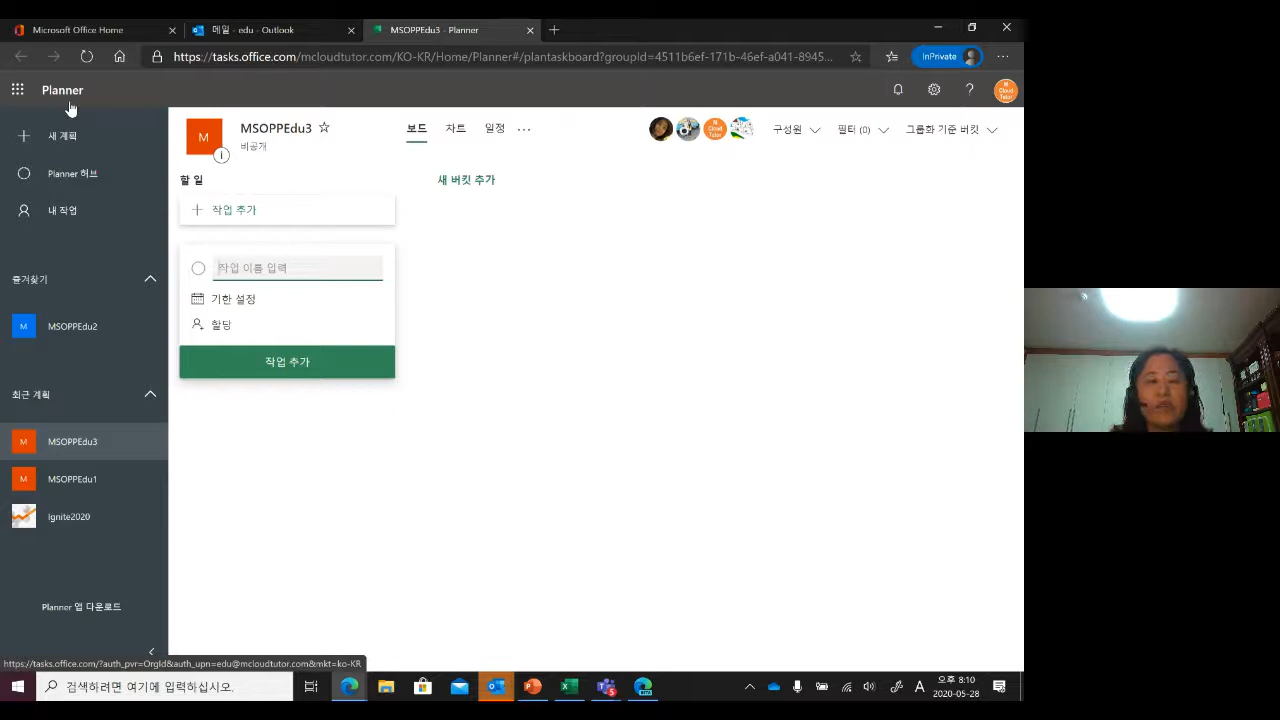 Microsoft Office Home
메일 - edu - Outlook
MSOPPEdu3 - Planner
https://tasks.office.com/mcloudtutor.com/KO-KR/Home/Planner#/plantaskboard?groupId=4511b6ef-171b-46ef-a041-8945...
InPrivate
Planner
M Cloud Tutor
새 계획
Planner 허브
내 작업
즐겨찾기
M
MSOPPEdu2
최근 계획
M
MSOPPEdu3
M
MSOPPEdu1
Ignite2020
Planner 앱 다운로드
M
MSOPPEdu3
비공개
보드
차트
일정
M Cloud Tutor
구성원
필터 (0)
그룹화 기준 버킷
할 일
새 버킷 추가
작업 추가
작업 이름 입력
기한 설정
할당
작업 추가
https://tasks.office.com/?auth_pvr=OrgId&auth_upn=edu@mcloudtutor.com&mkt=ko-KR
검색하려면 여기에 입력하십시오.
A
오후 8:10
2020-05-28